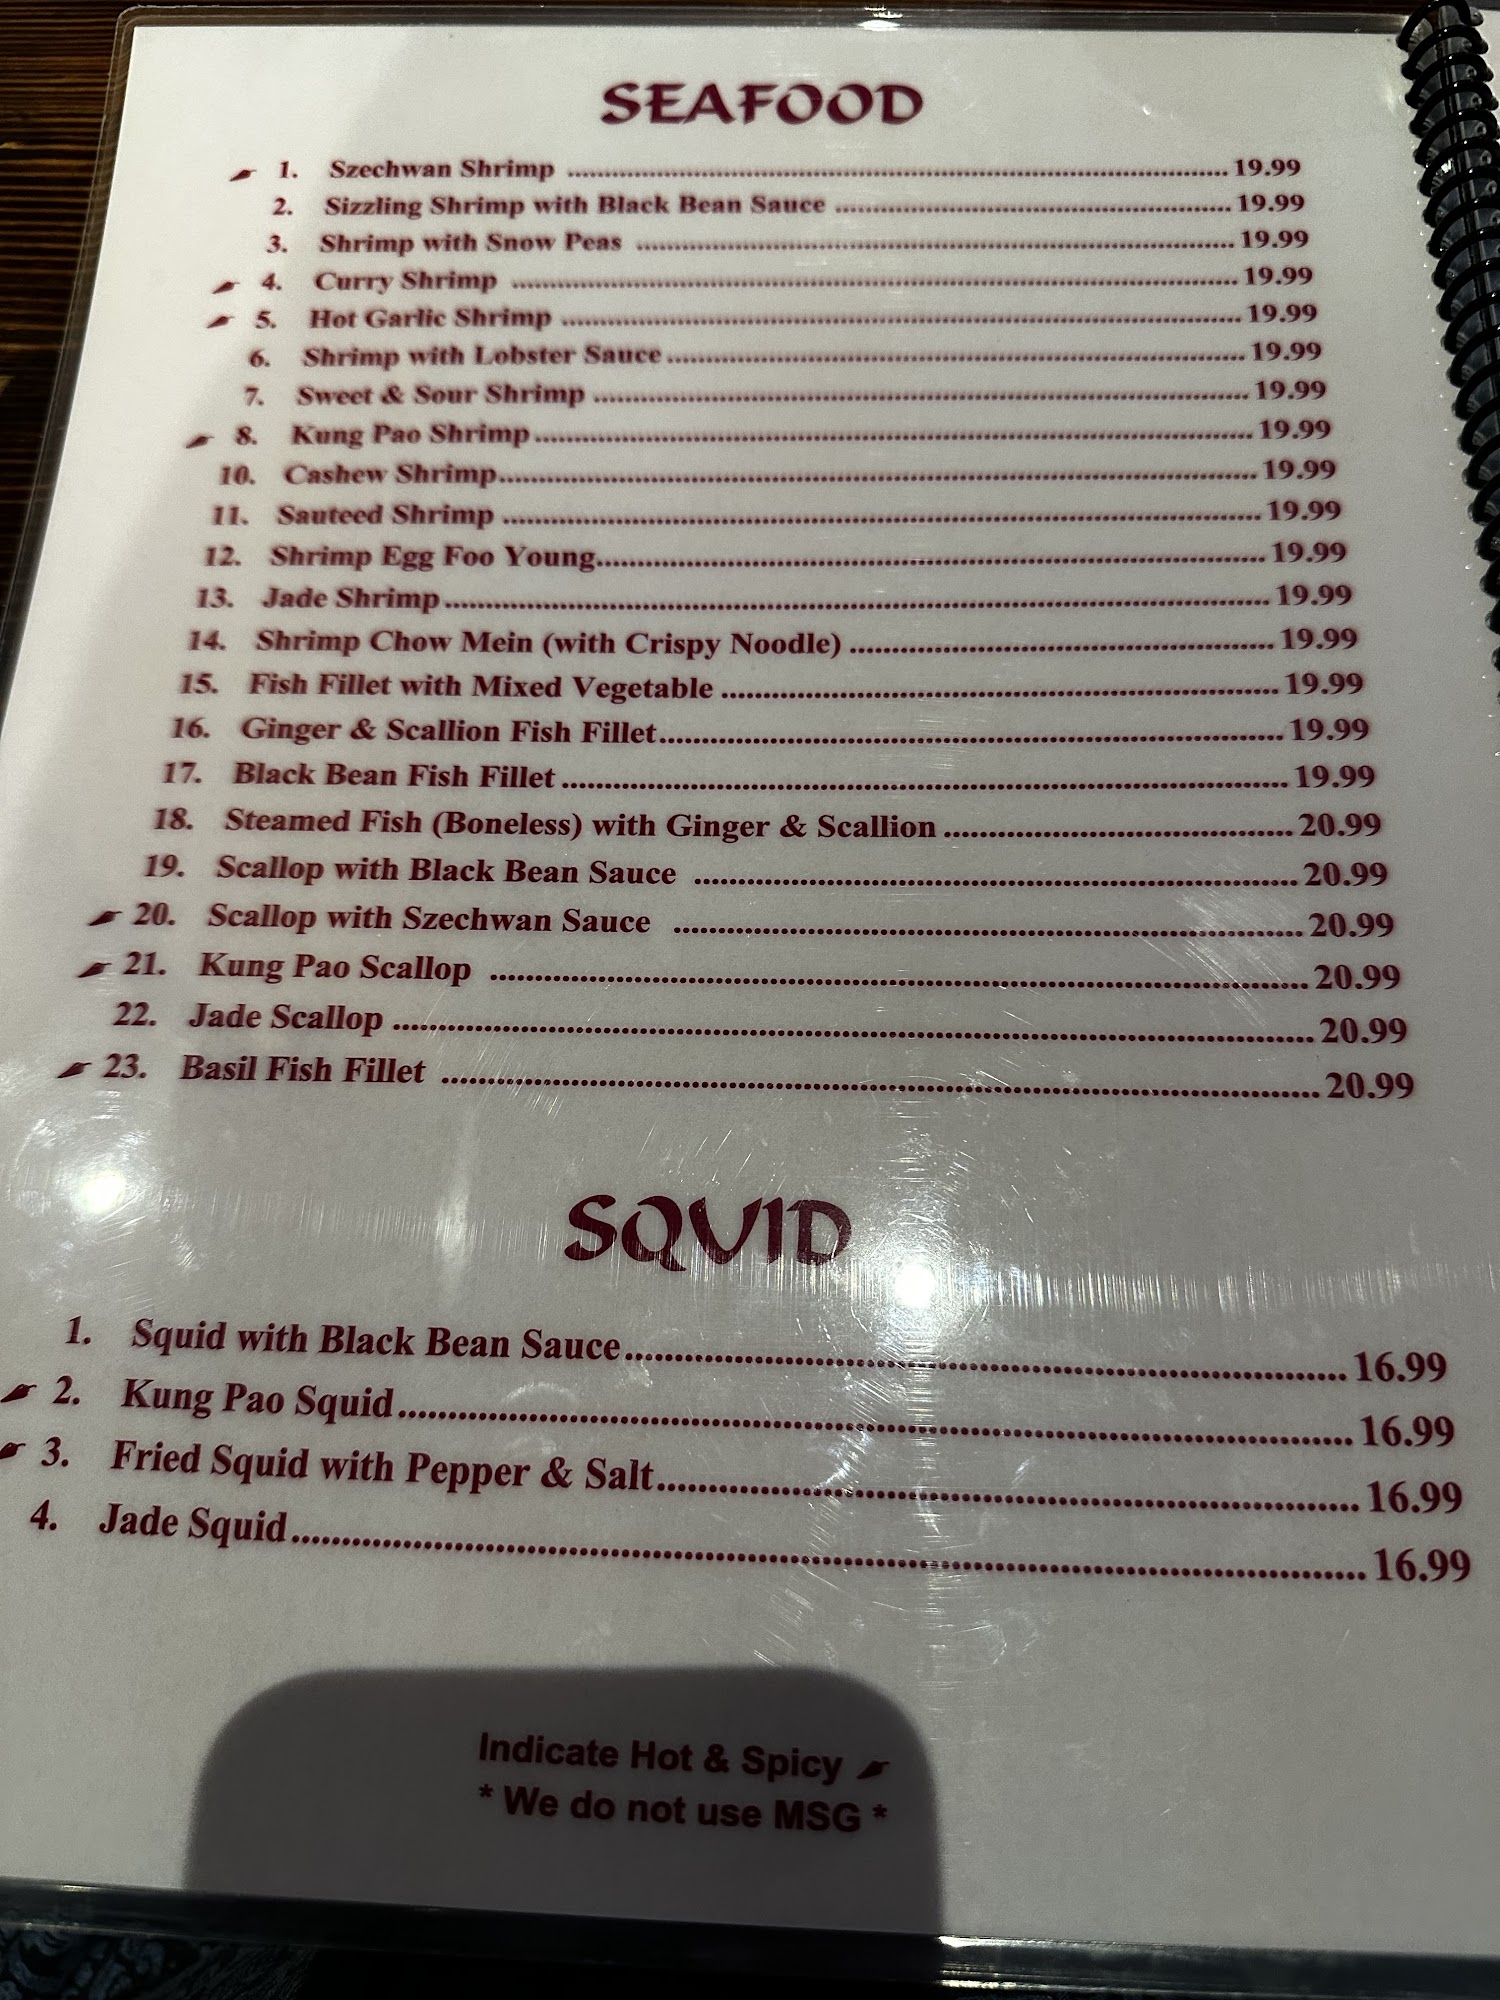 SEAFOOD
1. Szechwan Shrimp 19.99
2. Sizzling Shrimp with Black Bean Sauce 19.99
3. Shrimp with Snow Peas 19.99
4. Curry Shrimp 19.99
5. Hot Garlic Shrimp 19.99
6. Shrimp with Lobster Sauce 19.99
7. Sweet & Sour Shrimp 19.99
8. Kung Pao Shrimp 19.99
10. Cashew Shrimp 19.99
11. Sauteed Shrimp 19.99
12. Shrimp Egg Foo Young 19.99
13. Jade Shrimp 19.99
14. Shrimp Chow Mein (with Crispy Noodle) 19.99
15. Fish Fillet with Mixed Vegetable 19.99
16. Ginger & Scallion Fish Fillet 19.99
17. Black Bean Fish Fillet 19.99
18. Steamed Fish (Boneless) with Ginger & Scallion 20.99
19. Scallop with Black Bean Sauce 20.99
20. Scallop with Szechwan Sauce 20.99
21. Kung Pao Scallop 20.99
22. Jade Scallop 20.99
23. Basil Fish Fillet 20.99
SQUID
1. Squid with Black Bean Sauce 16.99
2. Kung Pao Squid 16.99
3. Fried Squid with Pepper & Salt 16.99
4. Jade Squid 16.99
Indicate Hot & Spicy
* We do not use MSG *